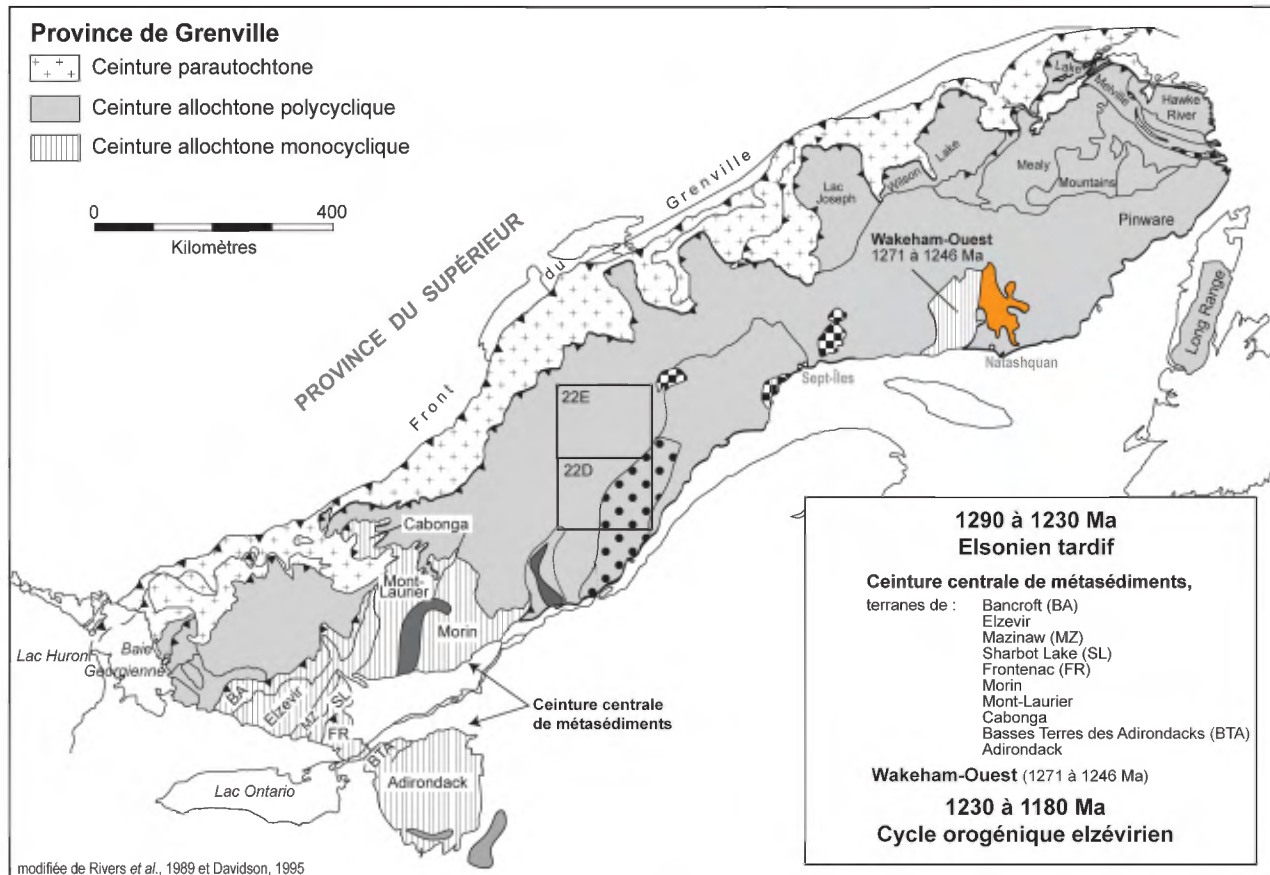 Province de Grenville
Ceinture parautochtone
Ceinture allochtone polycyclique
Ceinture allochtone monocyclique
0 400
Kilomètres
PROVINCE DU SUPÉRIEUR
Front du Grenville
Lake
Melville
Hawke
River
Lac
Joseph
Wilson
Lake
Mealy
Mountains
Pinware
Wakeham-Ouest
1271 à 1246 Ma
Long Range
Natashquan
Sept-Îles
22E
22D
Cabonga
Mont-
Laurier
Morin
Lac Huron
Baie
Georgienne
BA
Elzevir
MZ
SL
FR
BTA
Adirondack
Lac Ontario
Ceinture centrale
de métasédiments
1290 à 1230 Ma
Elsonien tardif
Ceinture centrale de métasédiments,
terranes de : Bancroft (BA)
Elzevir
Mazinaw (MZ)
Sharbot Lake (SL)
Frontenac (FR)
Morin
Mont-Laurier
Cabonga
Basses Terres des Adirondacks (BTA)
Adirondack
Wakeham-Ouest (1271 à 1246 Ma)
1230 à 1180 Ma
Cycle orogénique elzévirien
modifiée de Rivers et al., 1989 et Davidson, 1995